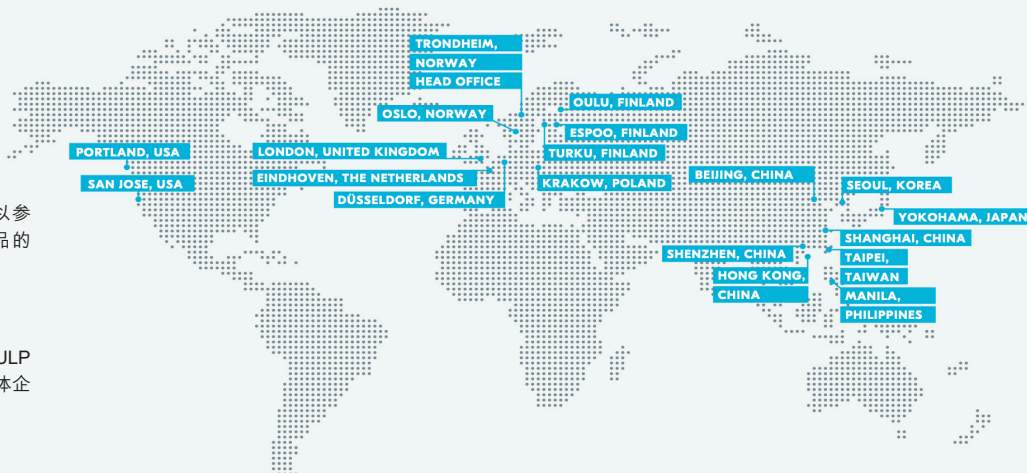 TRONDHEIM,
NORWAY
HEAD OFFICE
OSLO, NORWAY
OULU, FINLAND
ESPOO, FINLAND
TURKU, FINLAND
PORTLAND, USA
LONDON, UNITED KINGDOM
SAN JOSE, USA
EINDHOVEN, THE NETHERLANDS
DÜSSELDORF, GERMANY
KRAKOW, POLAND
BEIJING, CHINA
SEOUL, KOREA
YOKOHAMA, JAPAN
SHANGHAI, CHINA
SHENZHEN, CHINA
HONG KONG,
CHINA
TAIPEI,
TAIWAN
MANILA,
PHILIPPINES
以参
品的
ULP
体企